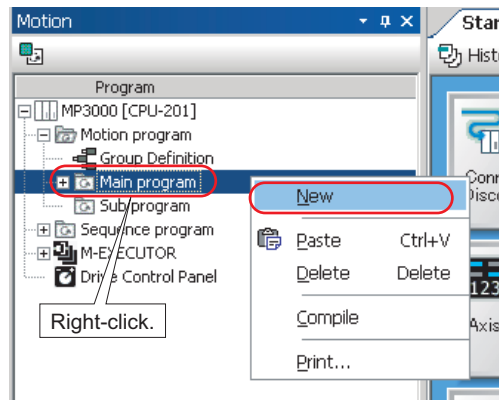 Motion
Star
Program
Hist
MP3000 [CPU-201]
Motion program
Group Definition
Main program
Sub program
Sequence program
M-EXECUTOR
Drive Control Panel
Right-click.
New
Paste Ctrl+V
Delete Delete
Compile
Print...
Conn
Disc
123
Axis